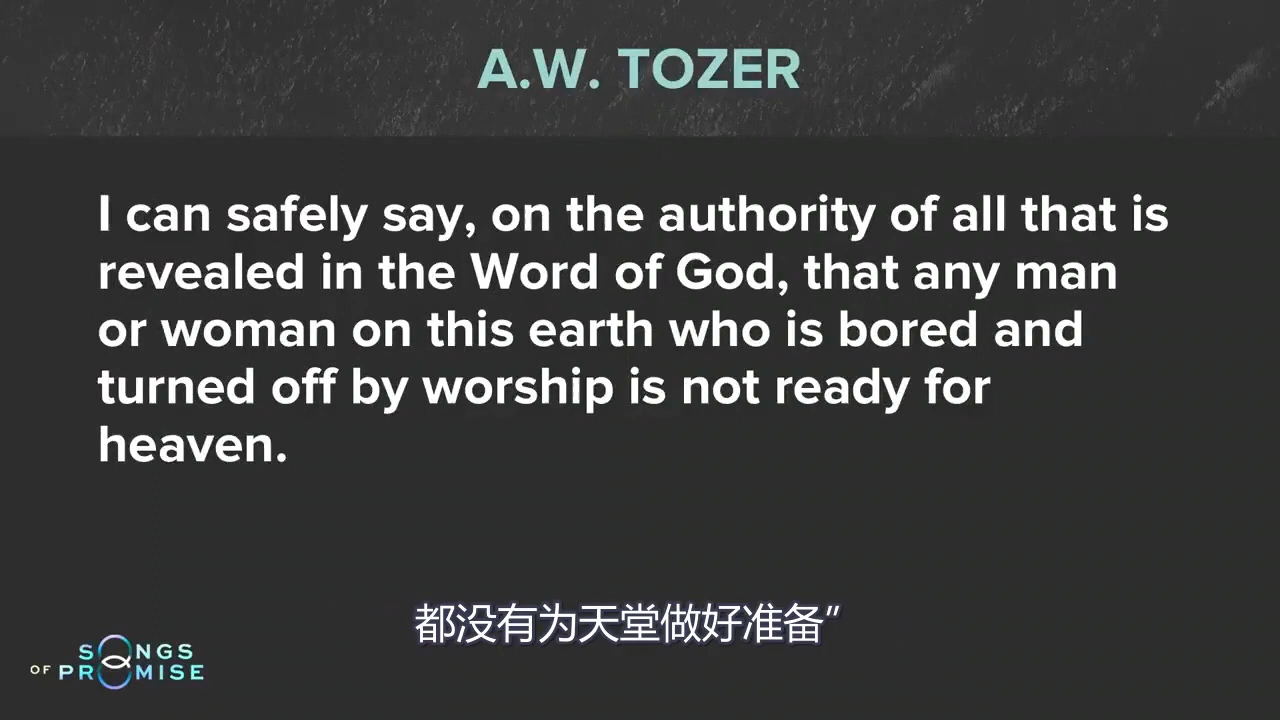 A.W. TOZER
I can safely say, on the authority of all that is
revealed in the Word of God, that any man
or woman on this earth who is bored and
turned off by worship is not ready for
heaven.
都没有为天堂做好准备”
SONGS
OF PROMISE